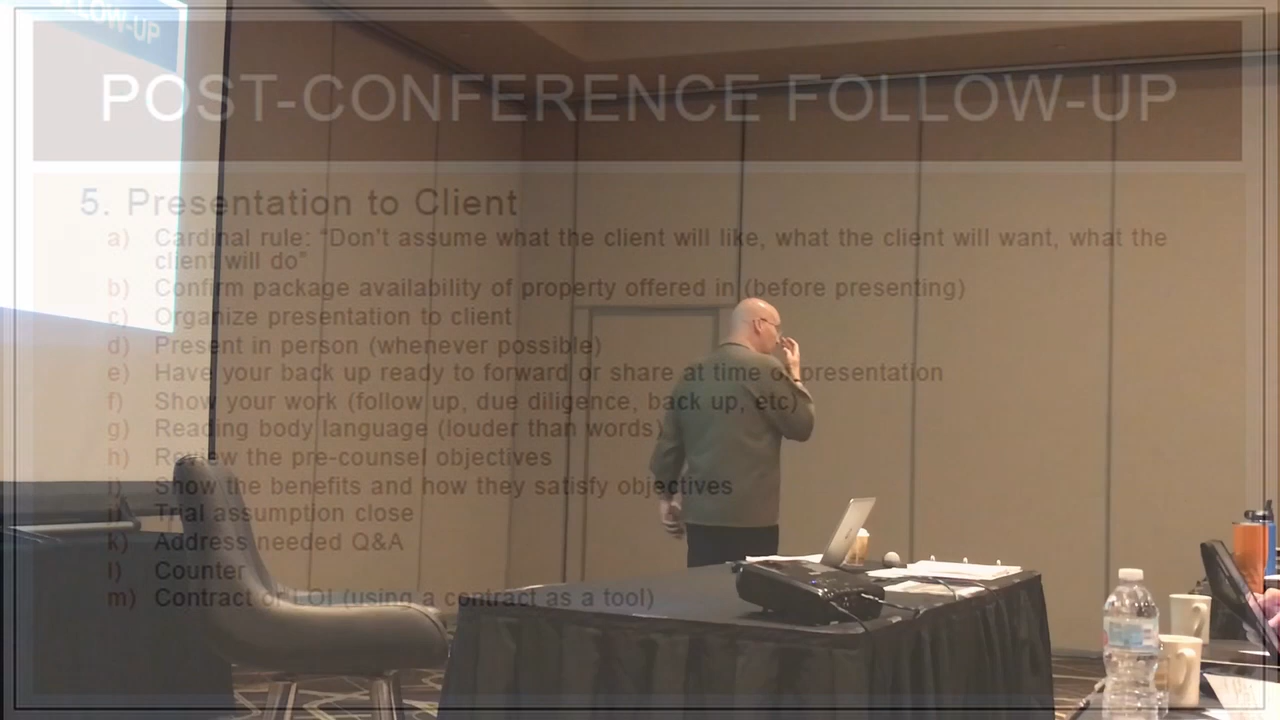 LOW-UP
POST-CONFERENCE FOLLOW-UP
5. Presentation to Client
a) Cardinal rule: "Don't assume what the client will like, what the client will want, what the
client will do"
b) Confirm package availability of property offered in (before presenting)
c) Organize presentation to client
d) Present in person (whenever possible)
e) Have your back up ready to forward or share at time of presentation
f) Show your work (follow up, due diligence, back up, etc)
g) Reading body language (louder than words)
h) Review the pre-counsel objectives
i) Show the benefits and how they satisfy objectives
j) Trial assumption close
k) Address needed Q&A
l) Counter
m) Contract or LOI (using a contract as a tool)